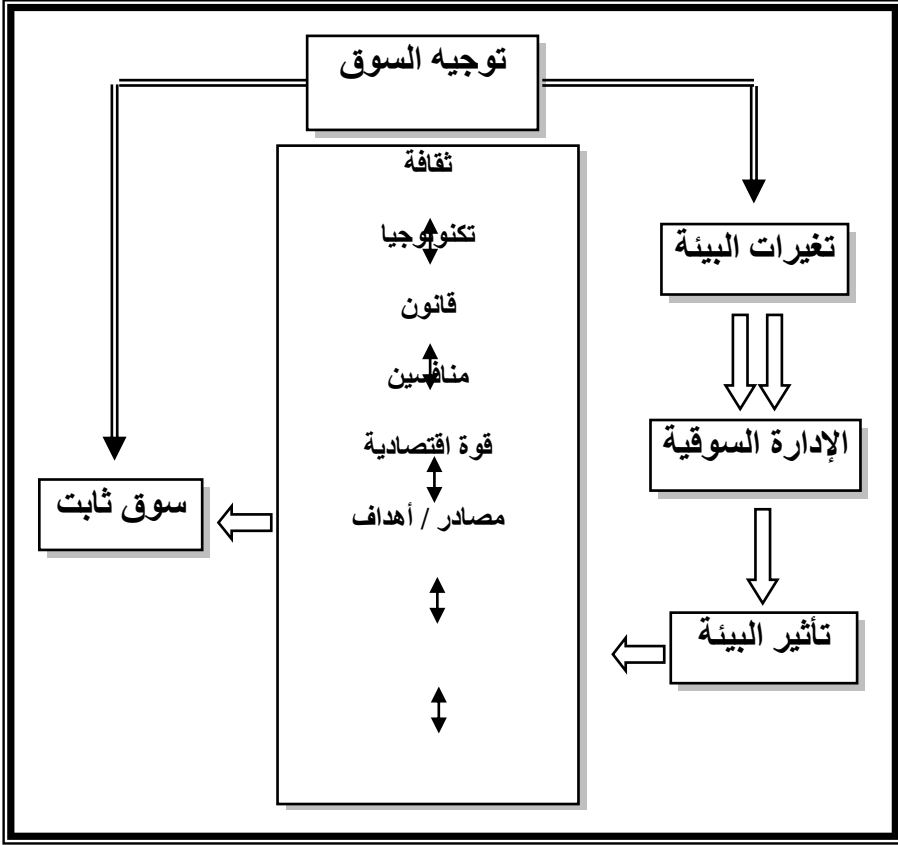 توجيه السوق
ثقافة
تكنولوجيا
تغيرات البيئة
قانون
منافسين
قوة اقتصادية
الإدارة السوقية
مصادر / أهداف
سوق ثابت
تأثير البيئة